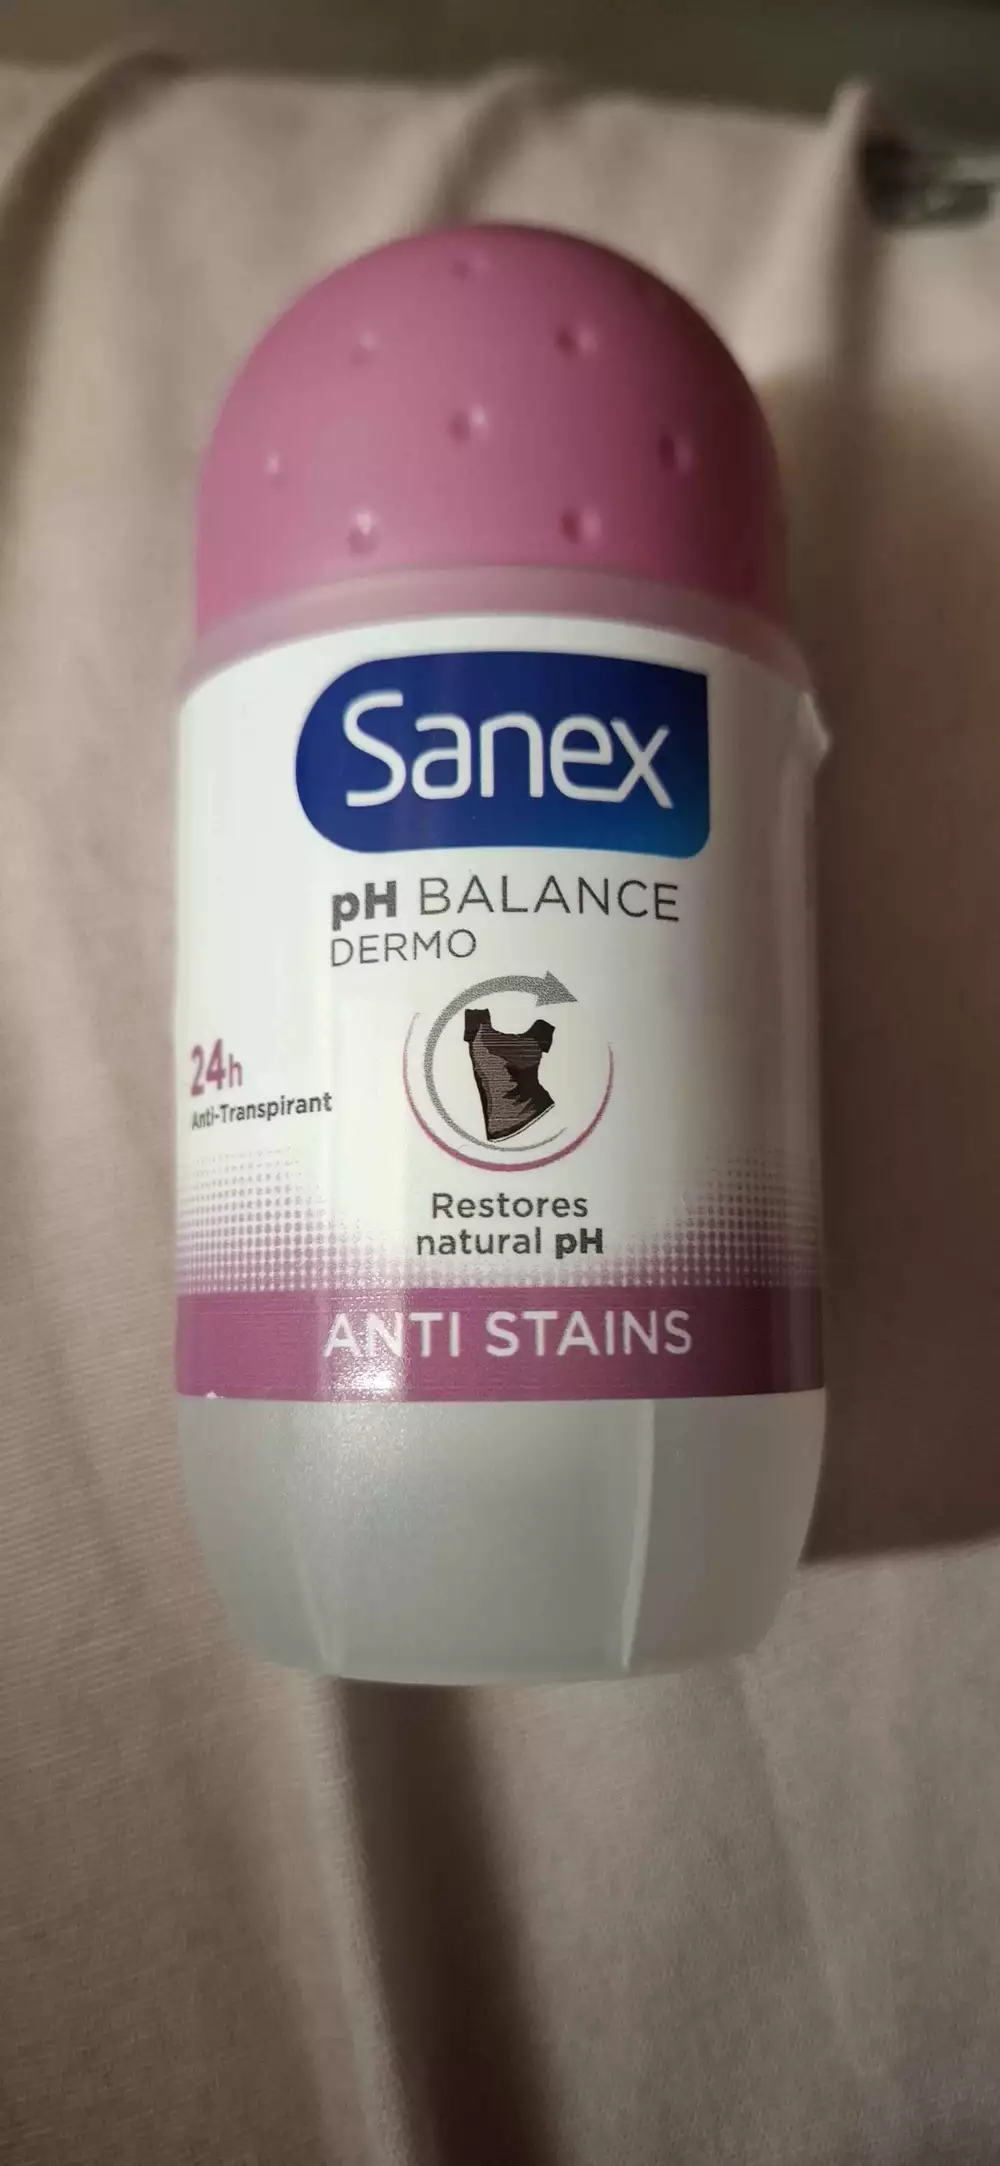 Sanex
pH BALANCE
DERMO
24h
Anti-Transpirant
Restores
natural pH
ANTI STAINS